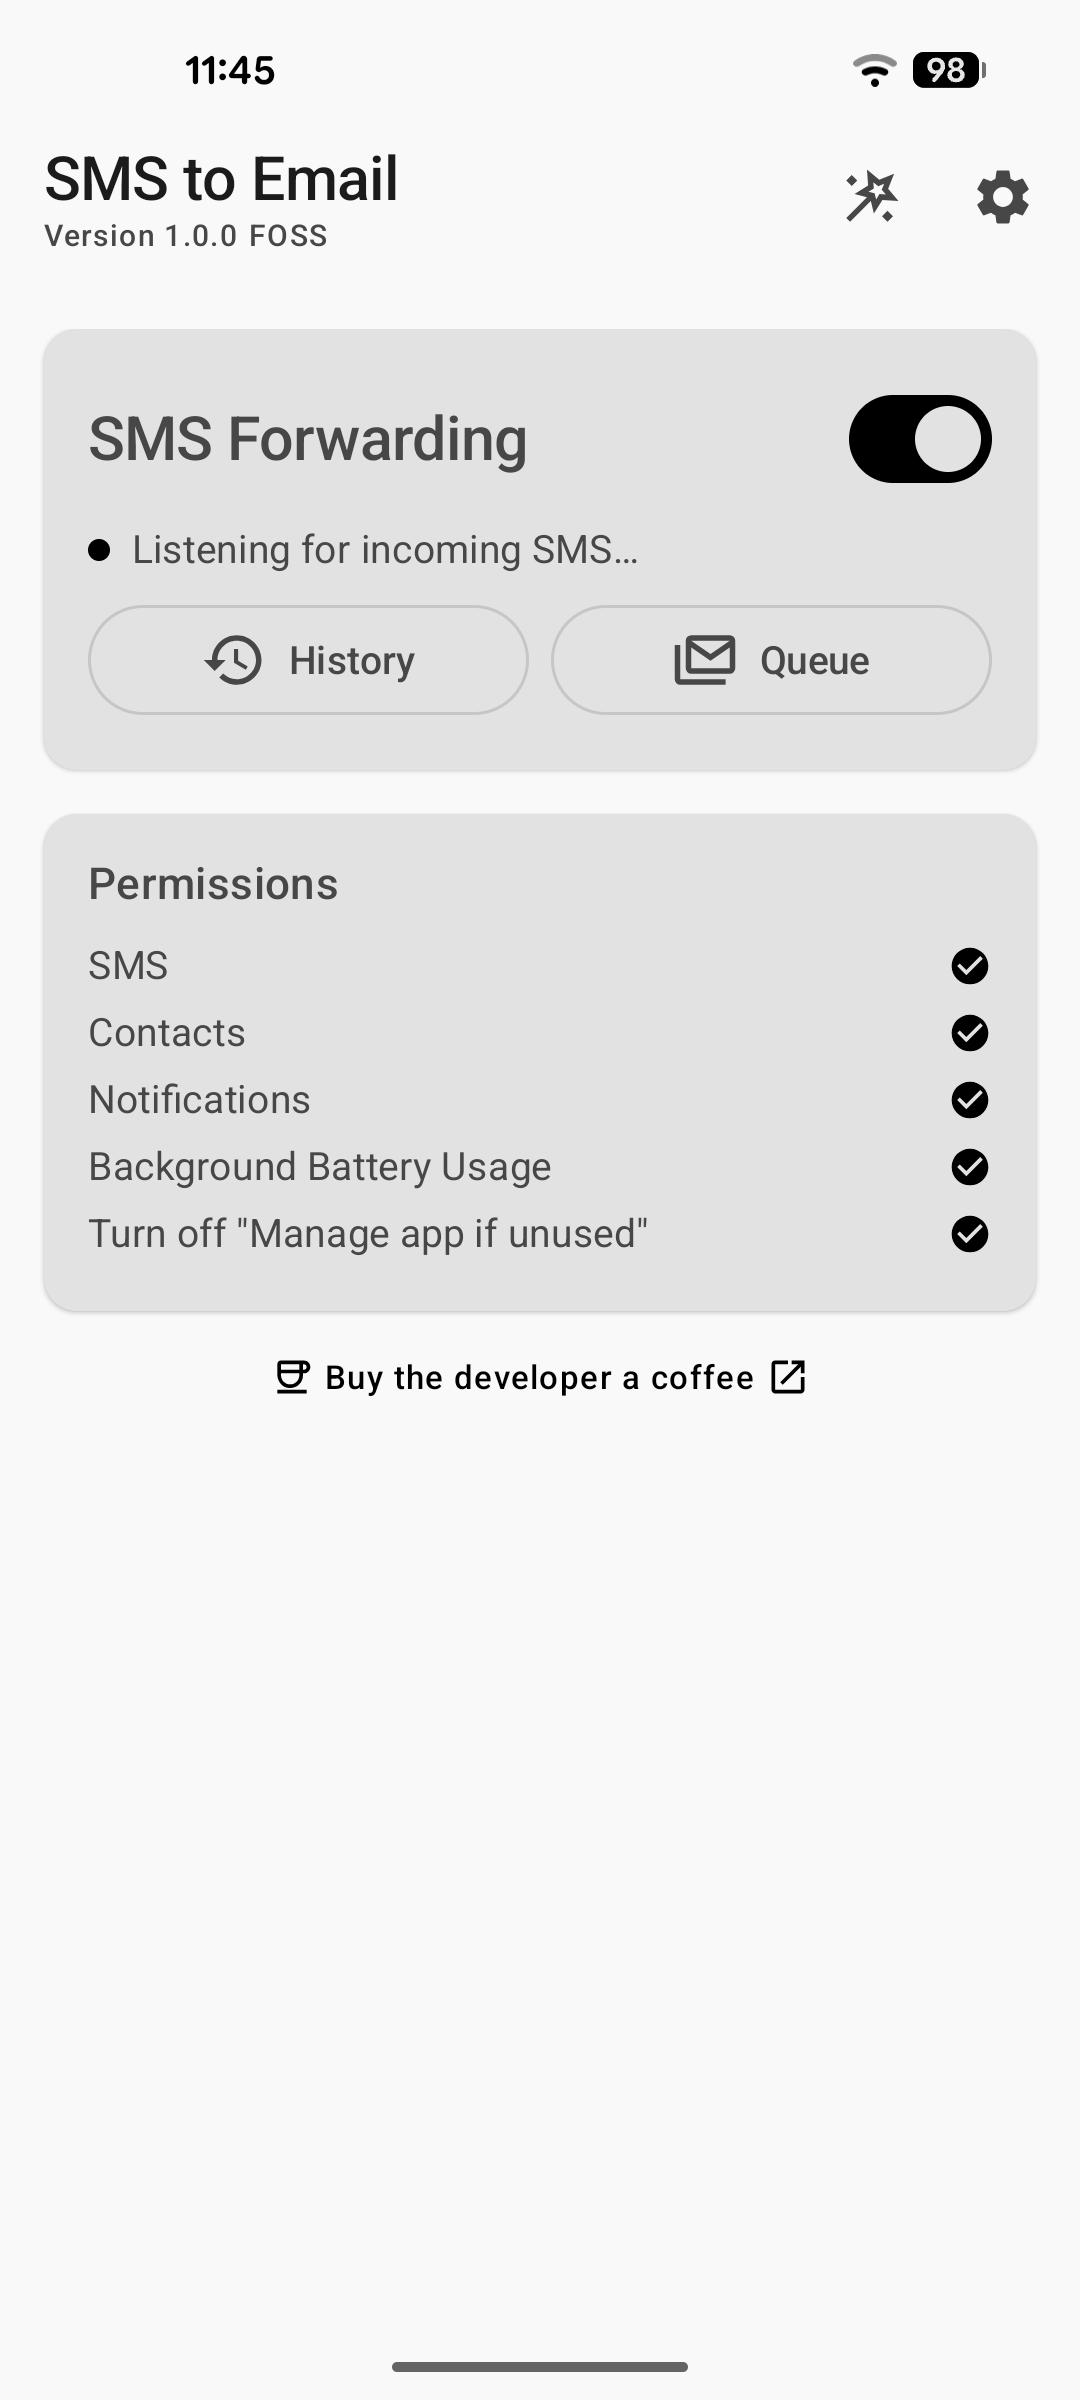 11:45
98
SMS to Email
Version 1.0.0 FOSS
SMS Forwarding
Listening for incoming SMS...
History
Queue
Permissions
SMS
Contacts
Notifications
Background Battery Usage
Turn off "Manage app if unused"
Buy the developer a coffee